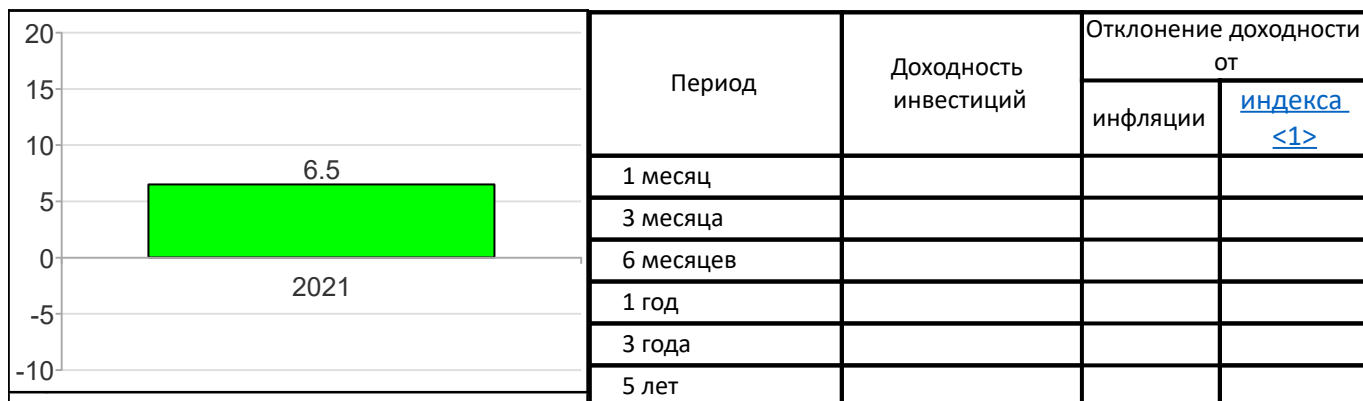 20
15
10
5
0
-5
-10
6.5
2021
Период
Доходность
инвестиций
Отклонение доходности
от
инфляции
индекса
<1>
1 месяц
3 месяца
6 месяцев
1 год
3 года
5 лет